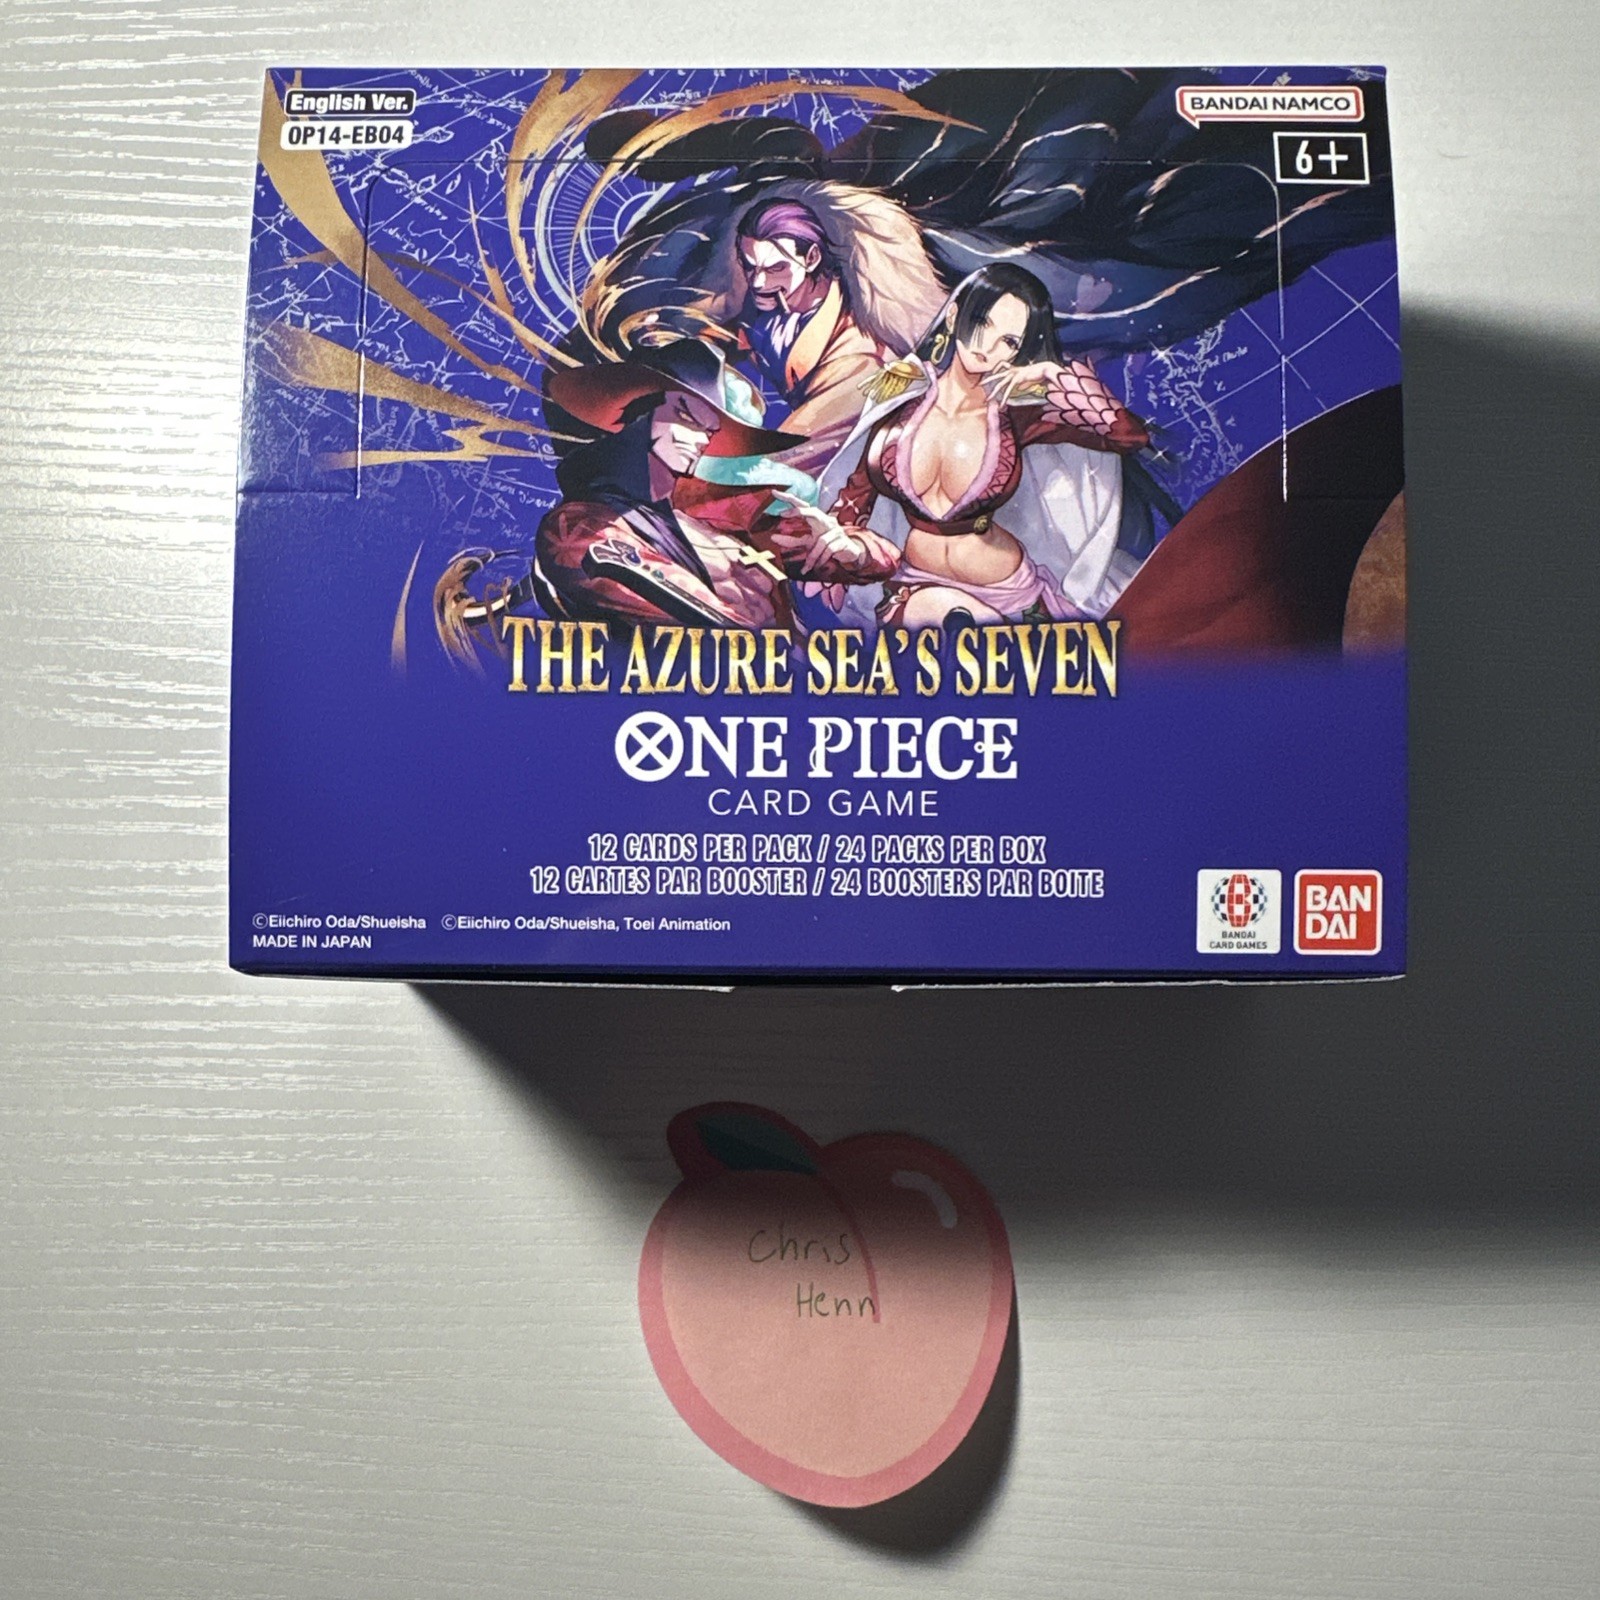 English Ver.
OP14-EB04
BANDAI NAMCO
6+
THE AZURE SEA'S SEVEN
ONE PIECE
CARD GAME
12 CARDS PER PACK / 24 PACKS PER BOX
12 CARTES PAR BOOSTER / 24 BOOSTERS PAR BOITE
©Eiichiro Oda/Shueisha ©Eiichiro Oda/Shueisha, Toei Animation
MADE IN JAPAN
BANDAI
CARD GAMES
BAN
DAI
Chris
Henn